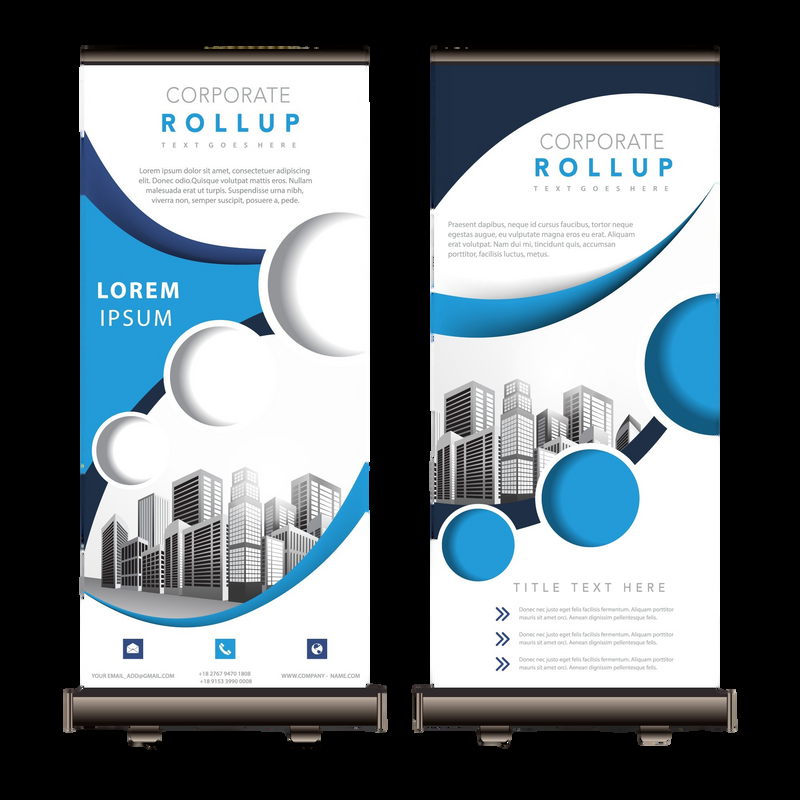 CORPORATE
ROLLUP
TEXT GOES HERE
Lorem ipsum dolor sit amet, consectetuer adipiscing
elit. Donec odio.Quisque volutpat mattis eros. Nullam
malesuada erat ut turpis. Suspendisse urna nibh,
viverra non, semper suscipit, posuere a, pede.
LOREM
IPSUM
YOUR EMAIL_ADD@GMAIL.COM
+18 2767 9470 1808
+18 9153 3990 0008
WWW.COMPANY- NAME.COM
CORPORATE
ROLLUP
TEXT GOES HERE
Praesent dapibus, neque id cursus faucibus, tortor neque
egestas augue, eu vulputate magna eros eu erat. Aliquam
erat volutpat. Nam dui mi, tincidunt quis, accumsan
porttitor, facilisis luctus, metus.
TITLE TEXT HERE
Donec nec justo eget felis facilisis fermentum. Aliquam porttitor
mauris sit amet orci. Aenean dignissim pellentesque felis.
Donec nec justo eget felis facilisis fermentum. Aliquam porttitor
mauris sit amet orci. Aenean dignissim pellentesque felis.
Donec nec justo eget felis facilisis fermentum. Aliquam porttitor
mauris sit amet orci. Aenean dignissim pellentesque felis.